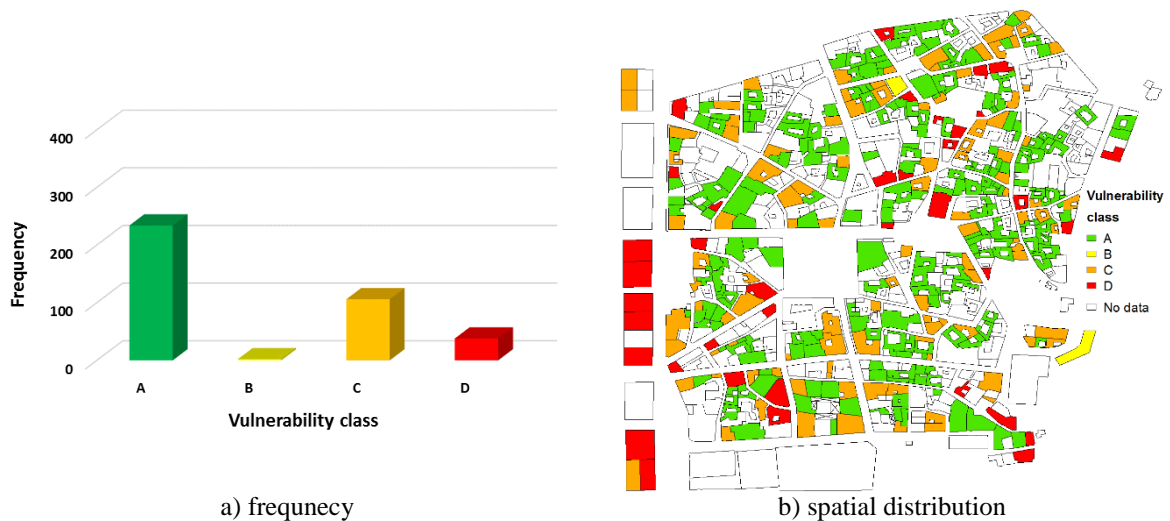 400
300
200
100
0
Frequency
A B C D
Vulnerability class
a) frequnecy
Vulnerability
class
A
B
C
D
No data
b) spatial distribution